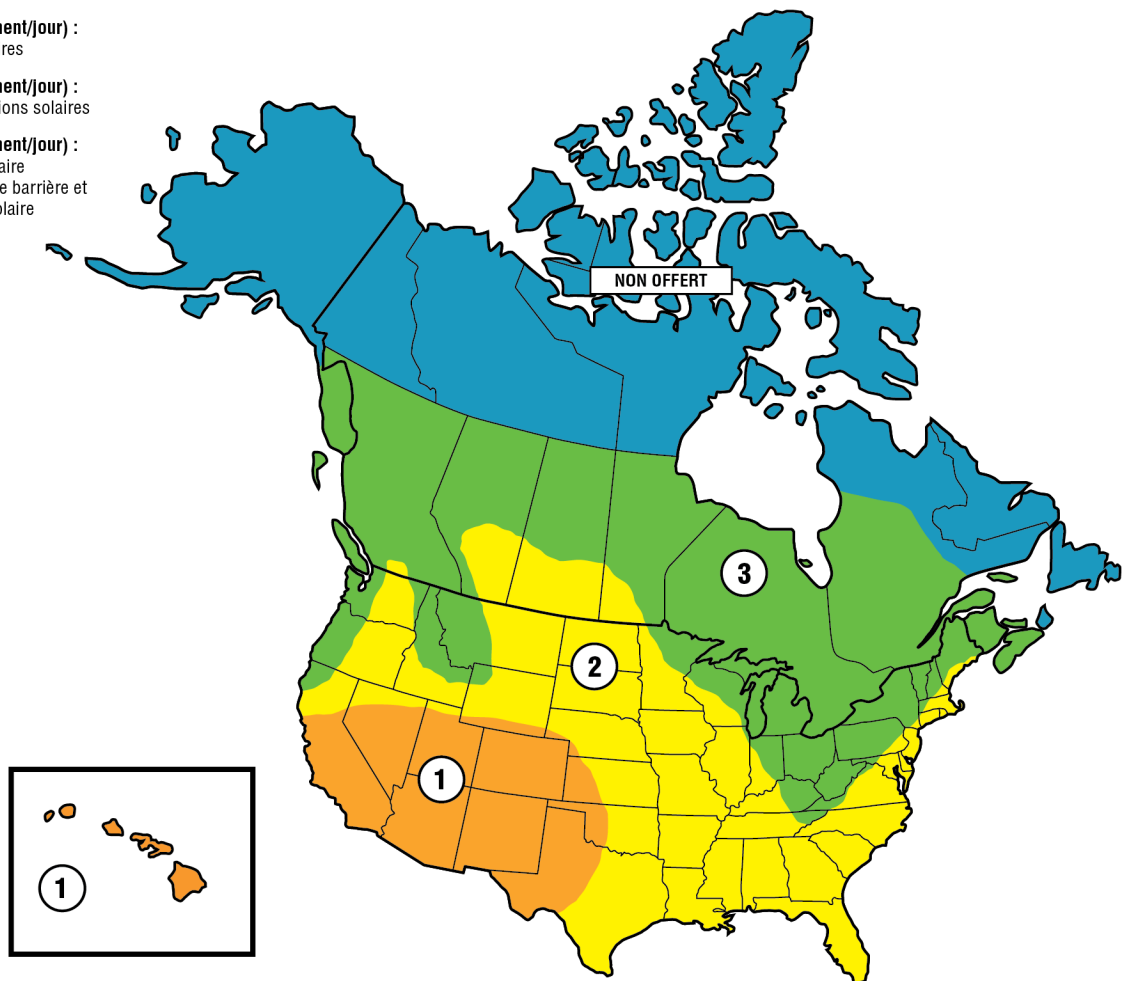 ment/jour) :
res
ment/jour) :
ions solaires
ment/jour) :
aire
e barrière et
olaire
NON OFFERT
3
2
1
1